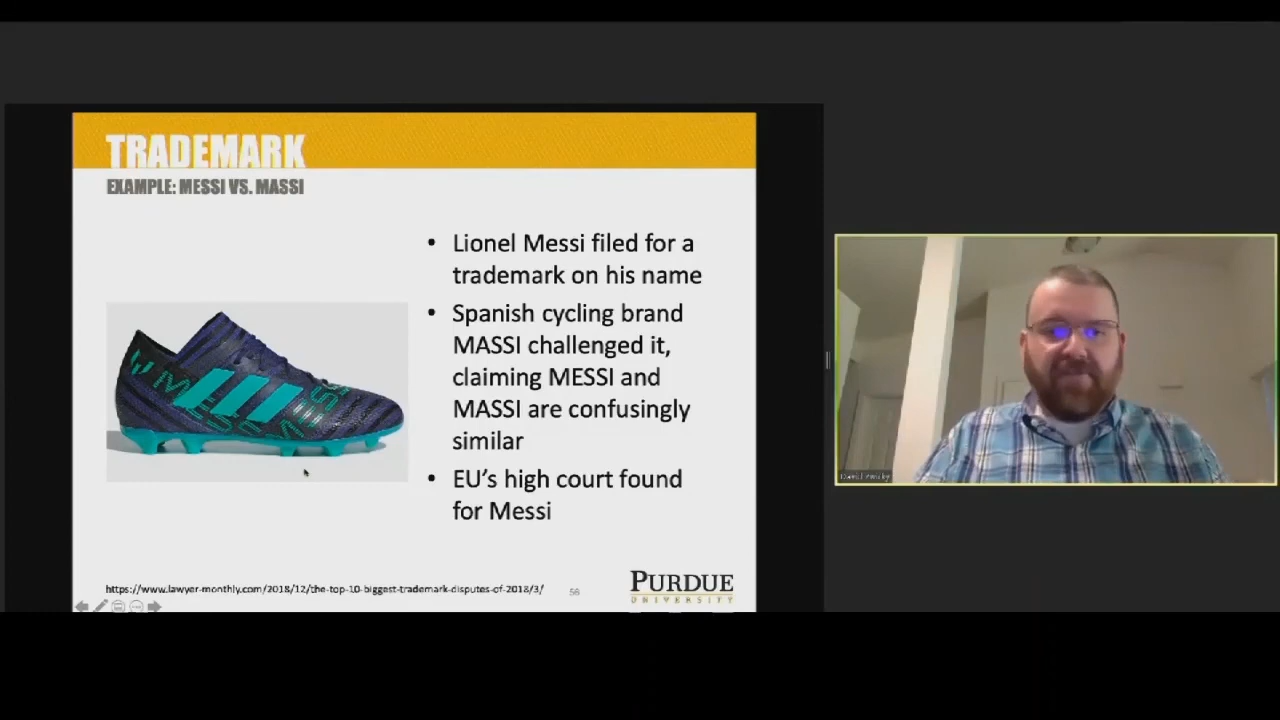 TRADEMARK
EXAMPLE: MESSI VS. MASSI
• Lionel Messi filed for a
trademark on his name
• Spanish cycling brand
MASSI challenged it,
claiming MESSI and
MASSI are confusingly
similar
• EU’s high court found
for Messi
https://www.lawyer-monthly.com/2018/12/the-top-10-biggest-trademark-disputes-of-2018/3/
56
PURDUE
UNIVERSITY